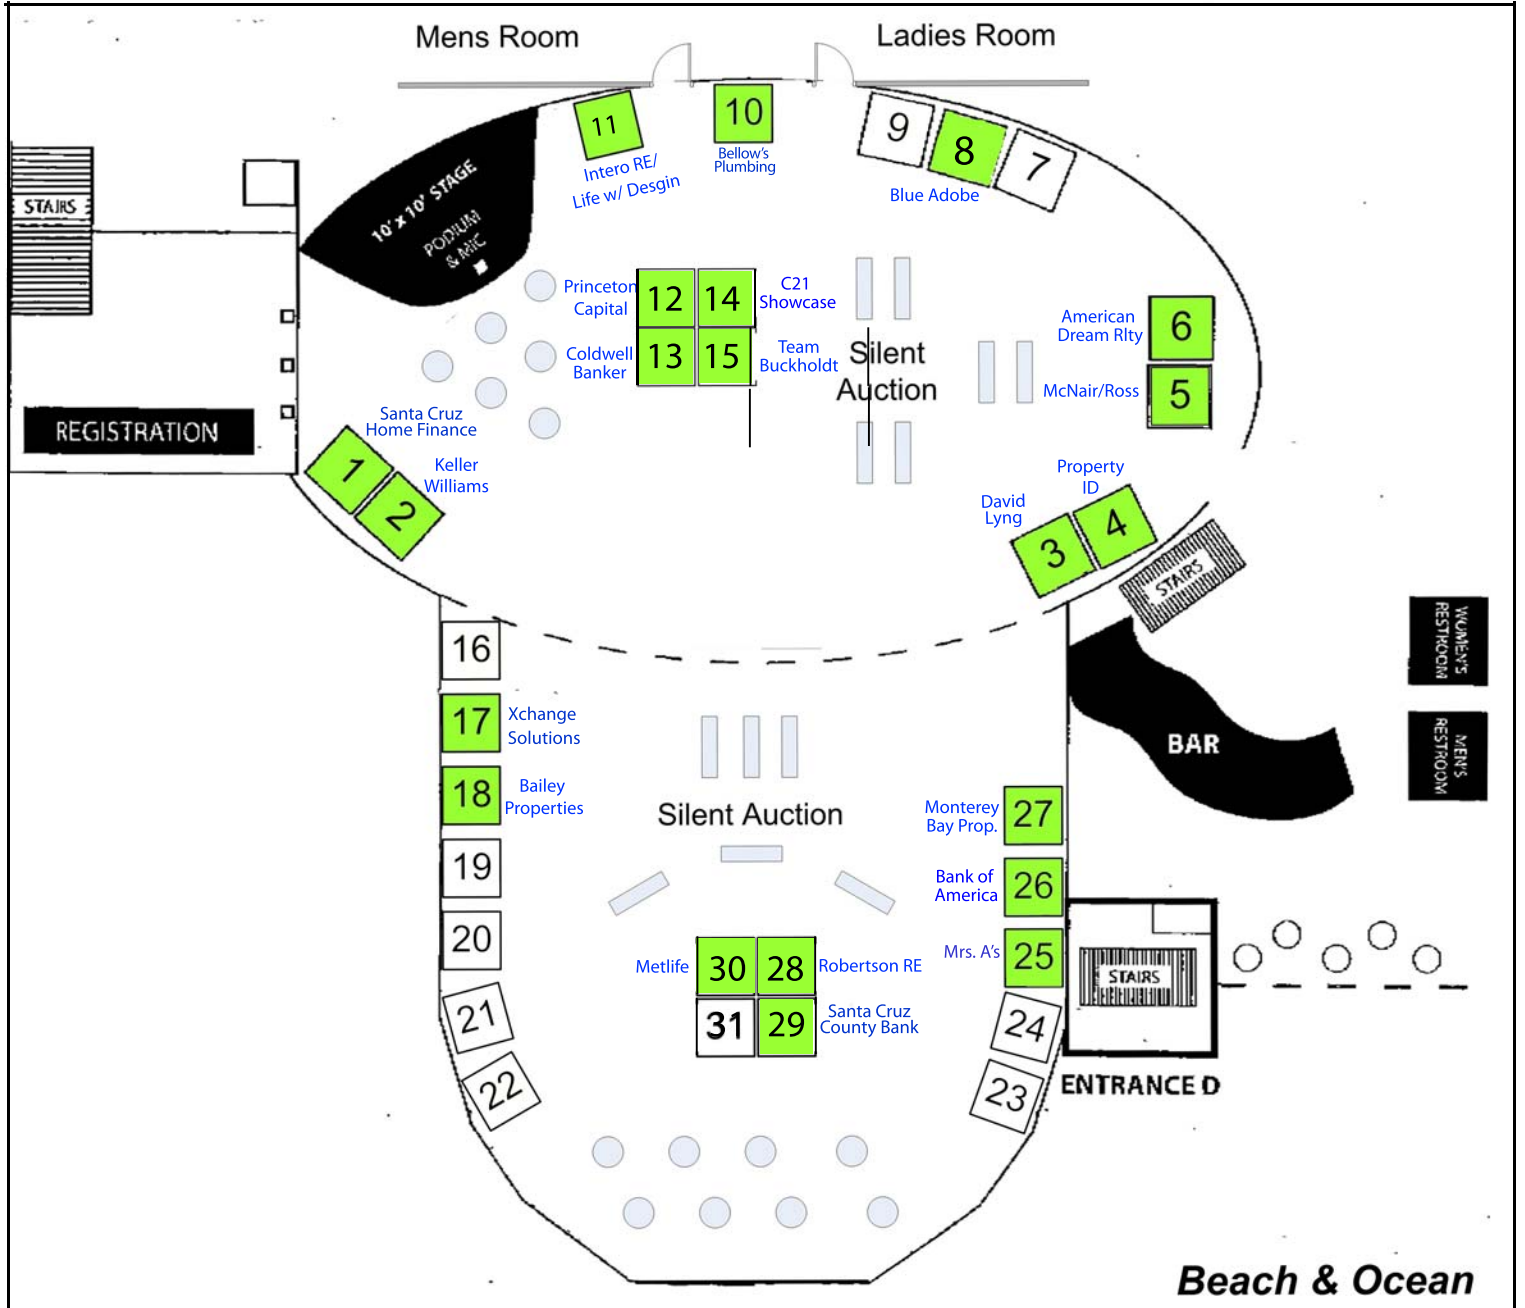 Mens Room
Ladies Room
11
Intero RE/
Life w/ Desgin
10
Bellow's
Plumbing
9
8
7
Blue Adobe
STAIRS
10' x 10' STAGE
PODIUM
& MIC
Princeton
Capital
12
14
C21
Showcase
Coldwell
Banker
13
15
Team
Buckholdt
Silent
Auction
American
Dream Rlty
6
McNair/Ross
5
REGISTRATION
Santa Cruz
Home Finance
1
Keller
Williams
2
Property
ID
David
Lyng
3
4
STAIRS
WOMEN'S
RESTROOM
MEN'S
RESTROOM
BAR
16
17
Xchange
Solutions
18
Bailey
Properties
19
20
21
22
Silent Auction
Monterey
Bay Prop.
27
Bank of
America
26
Mrs. A's
25
24
23
Metlife
30
28
Robertson RE
31
29
Santa Cruz
County Bank
STAIRS
ENTRANCE D
Beach & Ocean